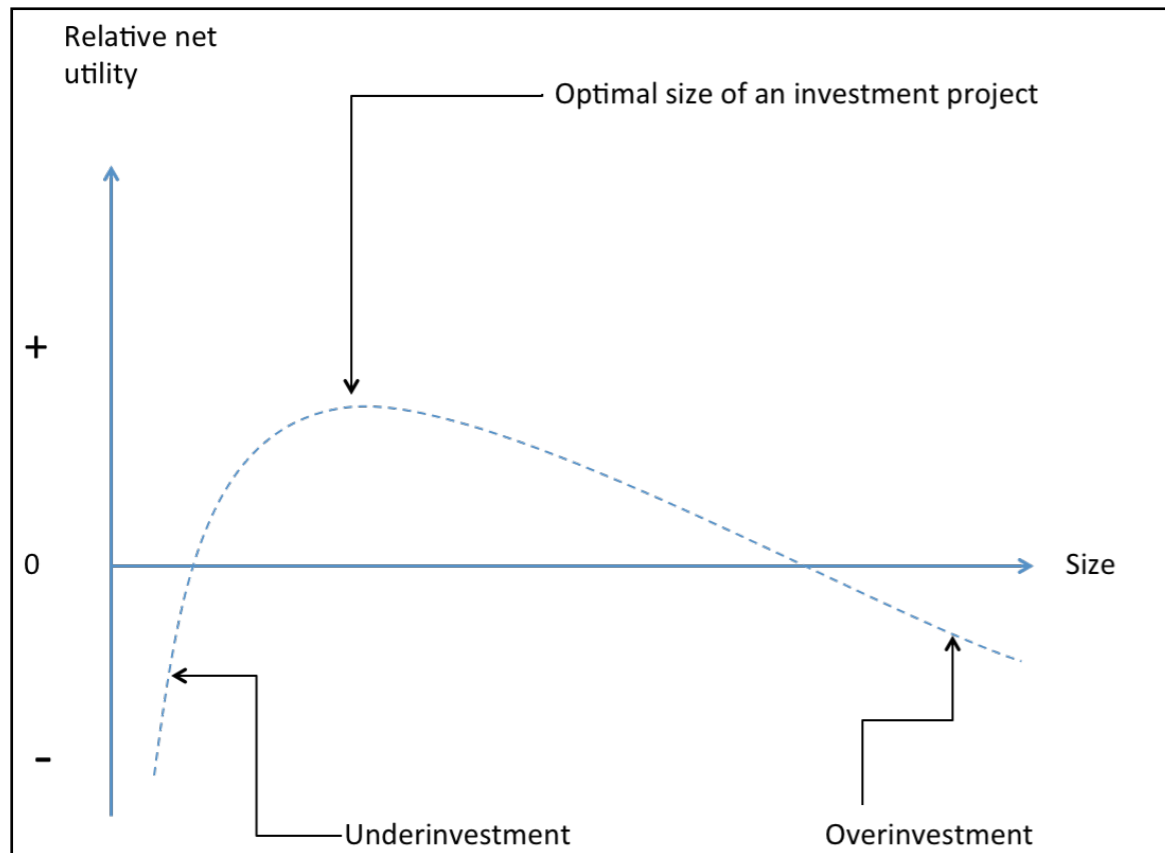 Relative net
utility
Optimal size of an investment project
+
0
Size
-
Underinvestment
Overinvestment